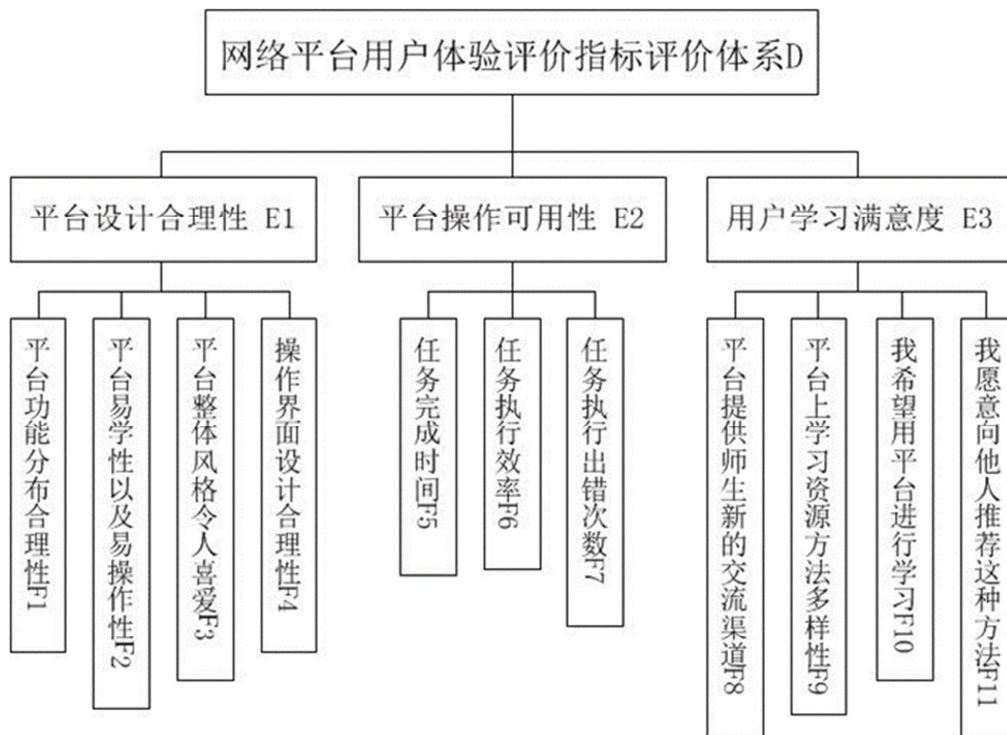 网络平台用户体验评价指标评价体系D
平台设计合理性 E1
平台操作可用性 E2
用户学习满意度 E3
平台功能分布合理性F1
平台易学性以及易操作性F2
平台整体风格令人喜爱F3
操作界面设计合理性F4
任务完成时间F5
任务执行效率F6
任务执行出错次数F7
平台提供师生新的交流渠道F8
平台上学习资源方法多样性F9
我希望用平台进行学习F10
我愿意向他人推荐这种方法F11